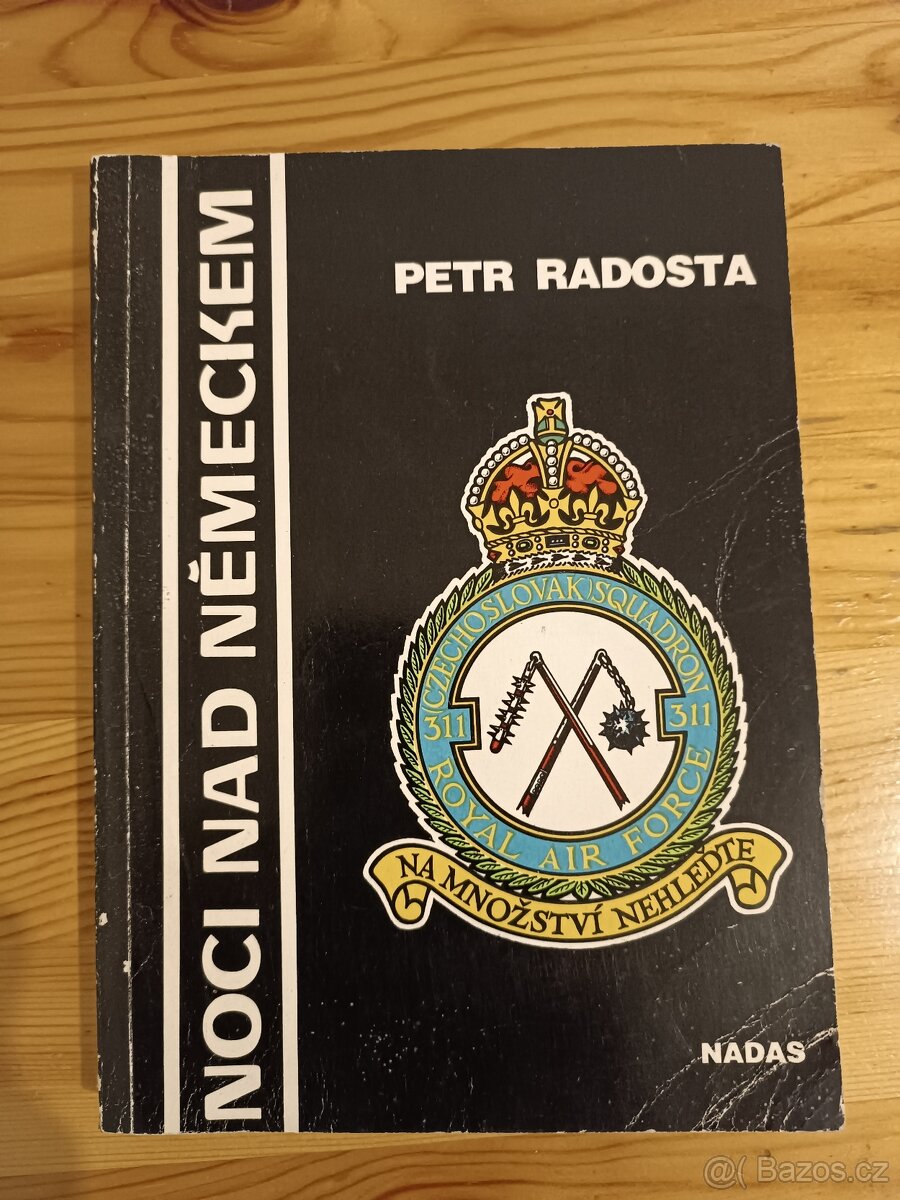 NOCI NAD NĚMECKEM
PETR RADOSTA
(CZECHOSLOVAK) SQUADRON
311 311
ROYAL AIR FORCE
NA MNOŽSTVÍ NEHLEĎTE
NADAS
@( Bazos.cz